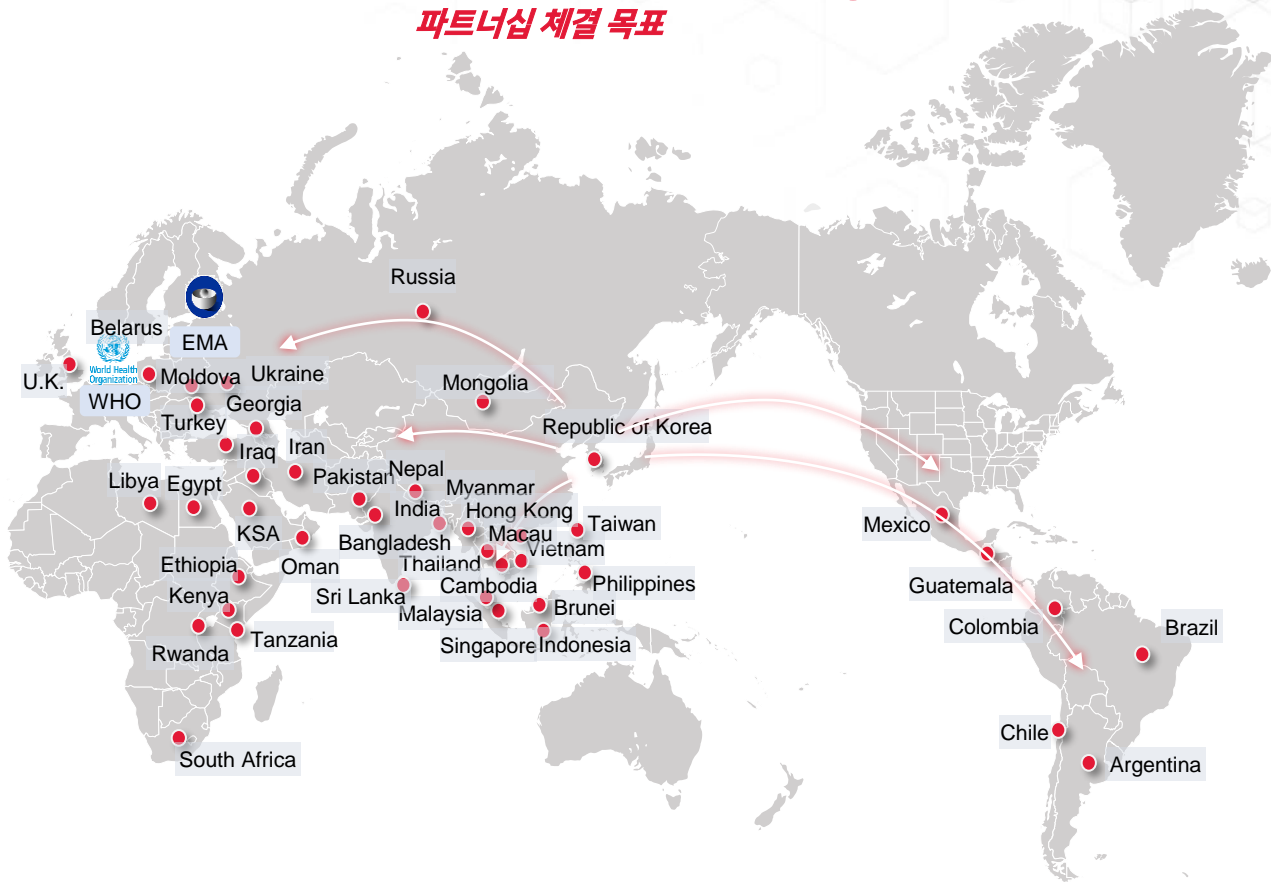 파트너십 체결 목표
Russia
Belarus
EMA
World Health
Organization
WHO
U.K.
Moldova
Ukraine
Mongolia
Turkey
Georgia
Republic of Korea
Iraq
Iran
Libya
Egypt
Pakistan
Nepal
Myanmar
India
Hong Kong
Taiwan
Mexico
KSA
Oman
Bangladesh
Macau
Vietnam
Ethiopia
Thailand
Philippines
Guatemala
Kenya
Sri Lanka
Cambodia
Malaysia
Brunei
Colombia
Brazil
Tanzania
Rwanda
Singapore
Indonesia
Chile
South Africa
Argentina